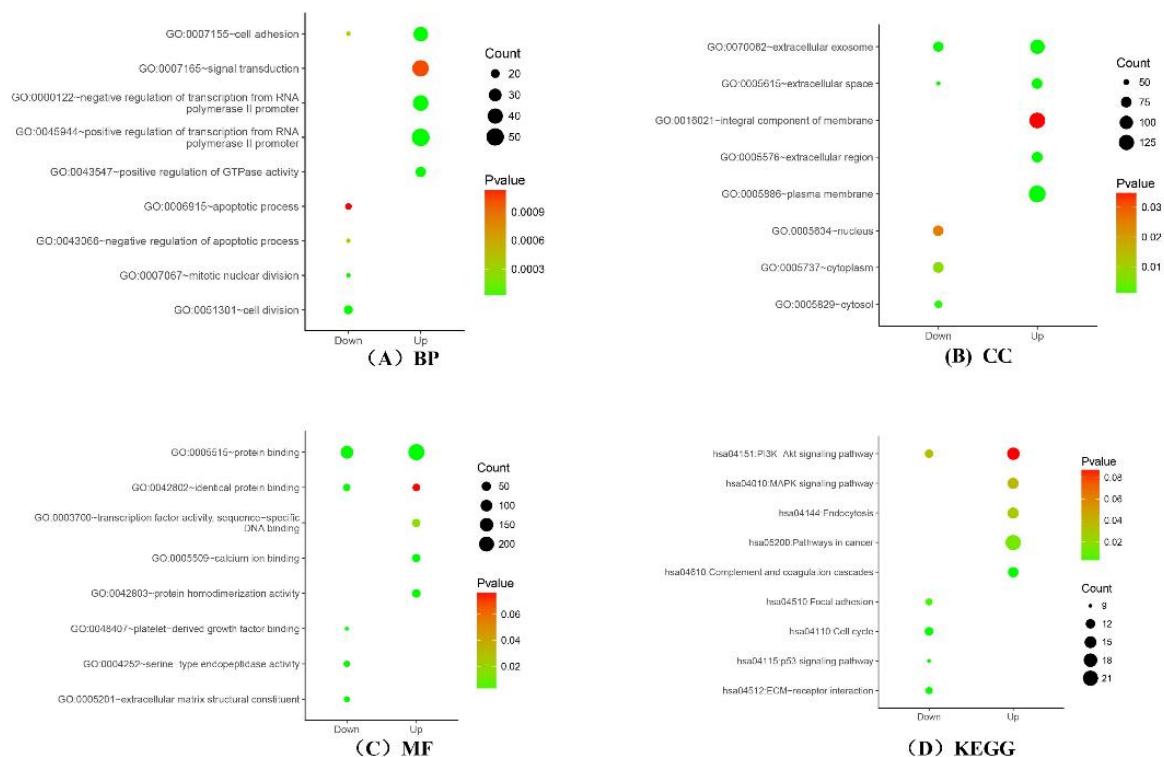 GO:0007155~cell adhesion
GO:0007165~signal transduction
GO:0000122~negative regulation of transcription from RNA
polymerase II promoter
GO:0045944~positive regulation of transcription from RNA
polymerase II promoter
GO:0043547~positive regulation of GTPase activity
GO:0006915~apoptotic process
GO:0043066~negative regulation of apoptotic process
GO:0007067~mitotic nuclear division
GO:0051301~cell division
Down
Up
Count
20
30
40
50
Pvalue
0.0009
0.0006
0.0003
（A）BP
GO:0070062~extracellular exosome
GO:0005615~extracellular space
GO:0016021~integral component of membrane
GO:0005576~extracellular region
GO:0005886~plasma membrane
GO:0005634~nucleus
GO:0005737~cytoplasm
GO:0005829~cytosol
Down
Up
Count
50
75
100
125
Pvalue
0.03
0.02
0.01
(B) CC
GO:0005515~protein binding
GO:0042802~identical protein binding
GO:0003700~transcription factor activity, sequence−specific
DNA binding
GO:0005509~calcium ion binding
GO:0042803~protein homodimerization activity
GO:0048407~platelet−derived growth factor binding
GO:0004252~serine−type endopeptidase activity
GO:0005201~extracellular matrix structural constituent
Down
Up
Count
50
100
150
200
Pvalue
0.06
0.04
0.02
（C）MF
hsa04151:PI3K−Akt signaling pathway
hsa04010:MAPK signaling pathway
hsa04144:Endocytosis
hsa05200:Pathways in cancer
hsa04610:Complement and coagulation cascades
hsa04510:Focal adhesion
hsa04110:Cell cycle
hsa04115:p53 signaling pathway
hsa04512:ECM−receptor interaction
Down
Up
Pvalue
0.08
0.06
0.04
0.02
Count
9
12
15
18
21
（D）KEGG